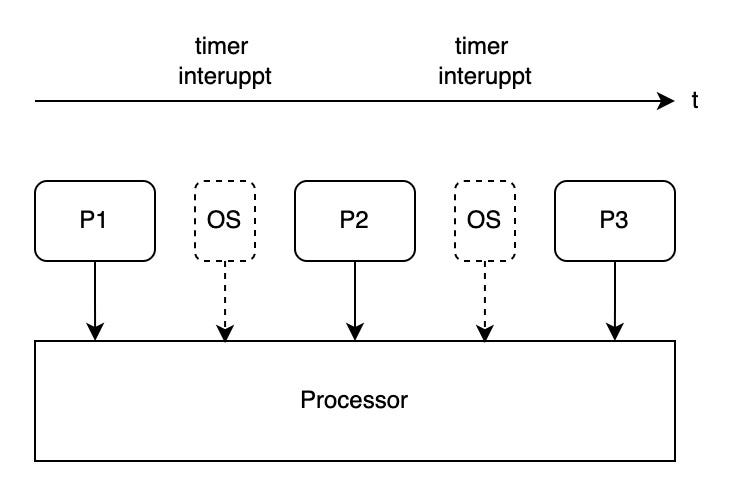 timer
interuppt
timer
interuppt
t
P1
OS
P2
OS
P3
Processor